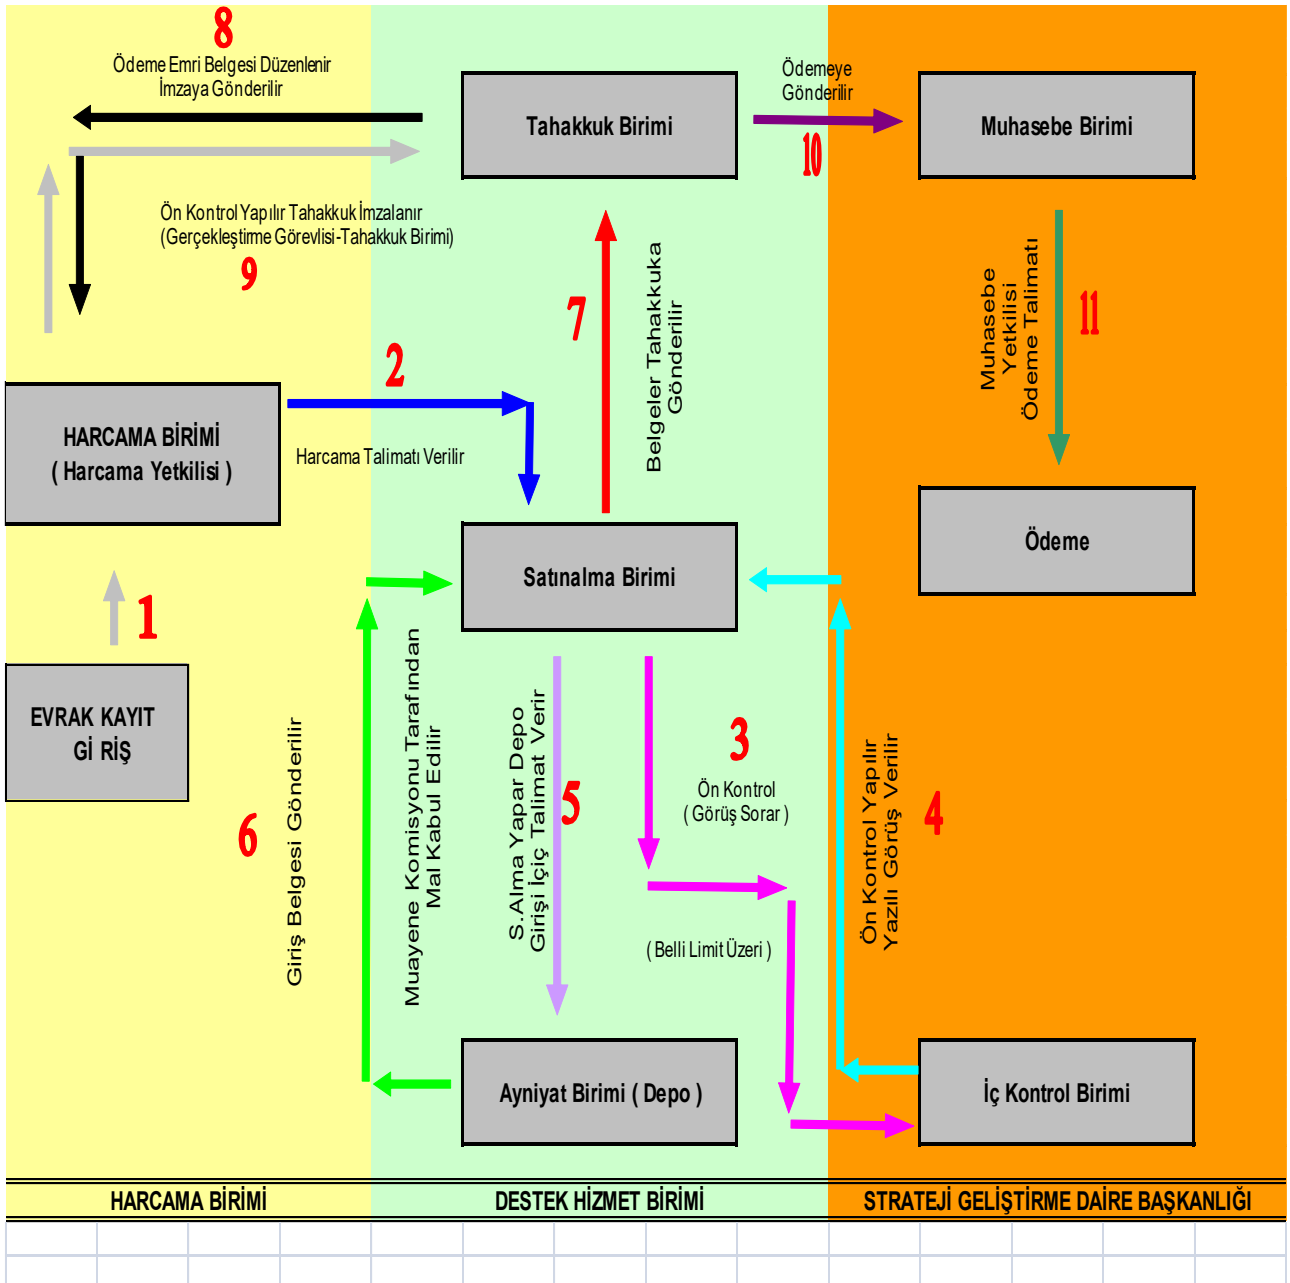 8
Ödeme Emri Belgesi Düzenlenir
İmzaya Gönderilir
Tahakkuk Birimi
Ödemeye
Gönderilir
10
Muhasebe Birimi
Ön Kontrol Yapılır Tahakkuk İmzalanır
(Gerçekleştirme Görevlisi-Tahakkuk Birimi)
9
7
Belgeler Tahakkuka
Gönderilir
Muhasebe
Yetkilisi
Ödeme Talimatı
11
2
HARCAMA BİRİMİ
( Harcama Yetkilisi )
Harcama Talimatı Verilir
Satınalma Birimi
Ödeme
1
EVRAK KAYIT
Gİ RİŞ
6
Giriş Belgesi Gönderilir
Muayene Komisyonu Tarafından
Mal Kabul Edilir
S.Alma Yapar Depo
Girişi İçiç Talimat Verir
5
3
Ön Kontrol
( Görüş Sorar )
( Belli Limit Üzeri )
Ön Kontrol Yapılır
Yazılı Görüş Verilir
4
Ayniyat Birimi ( Depo )
İç Kontrol Birimi
HARCAMA BİRİMİ
DESTEK HİZMET BİRİMİ
STRATEJİ GELİŞTİRME DAİRE BAŞKANLIĞI